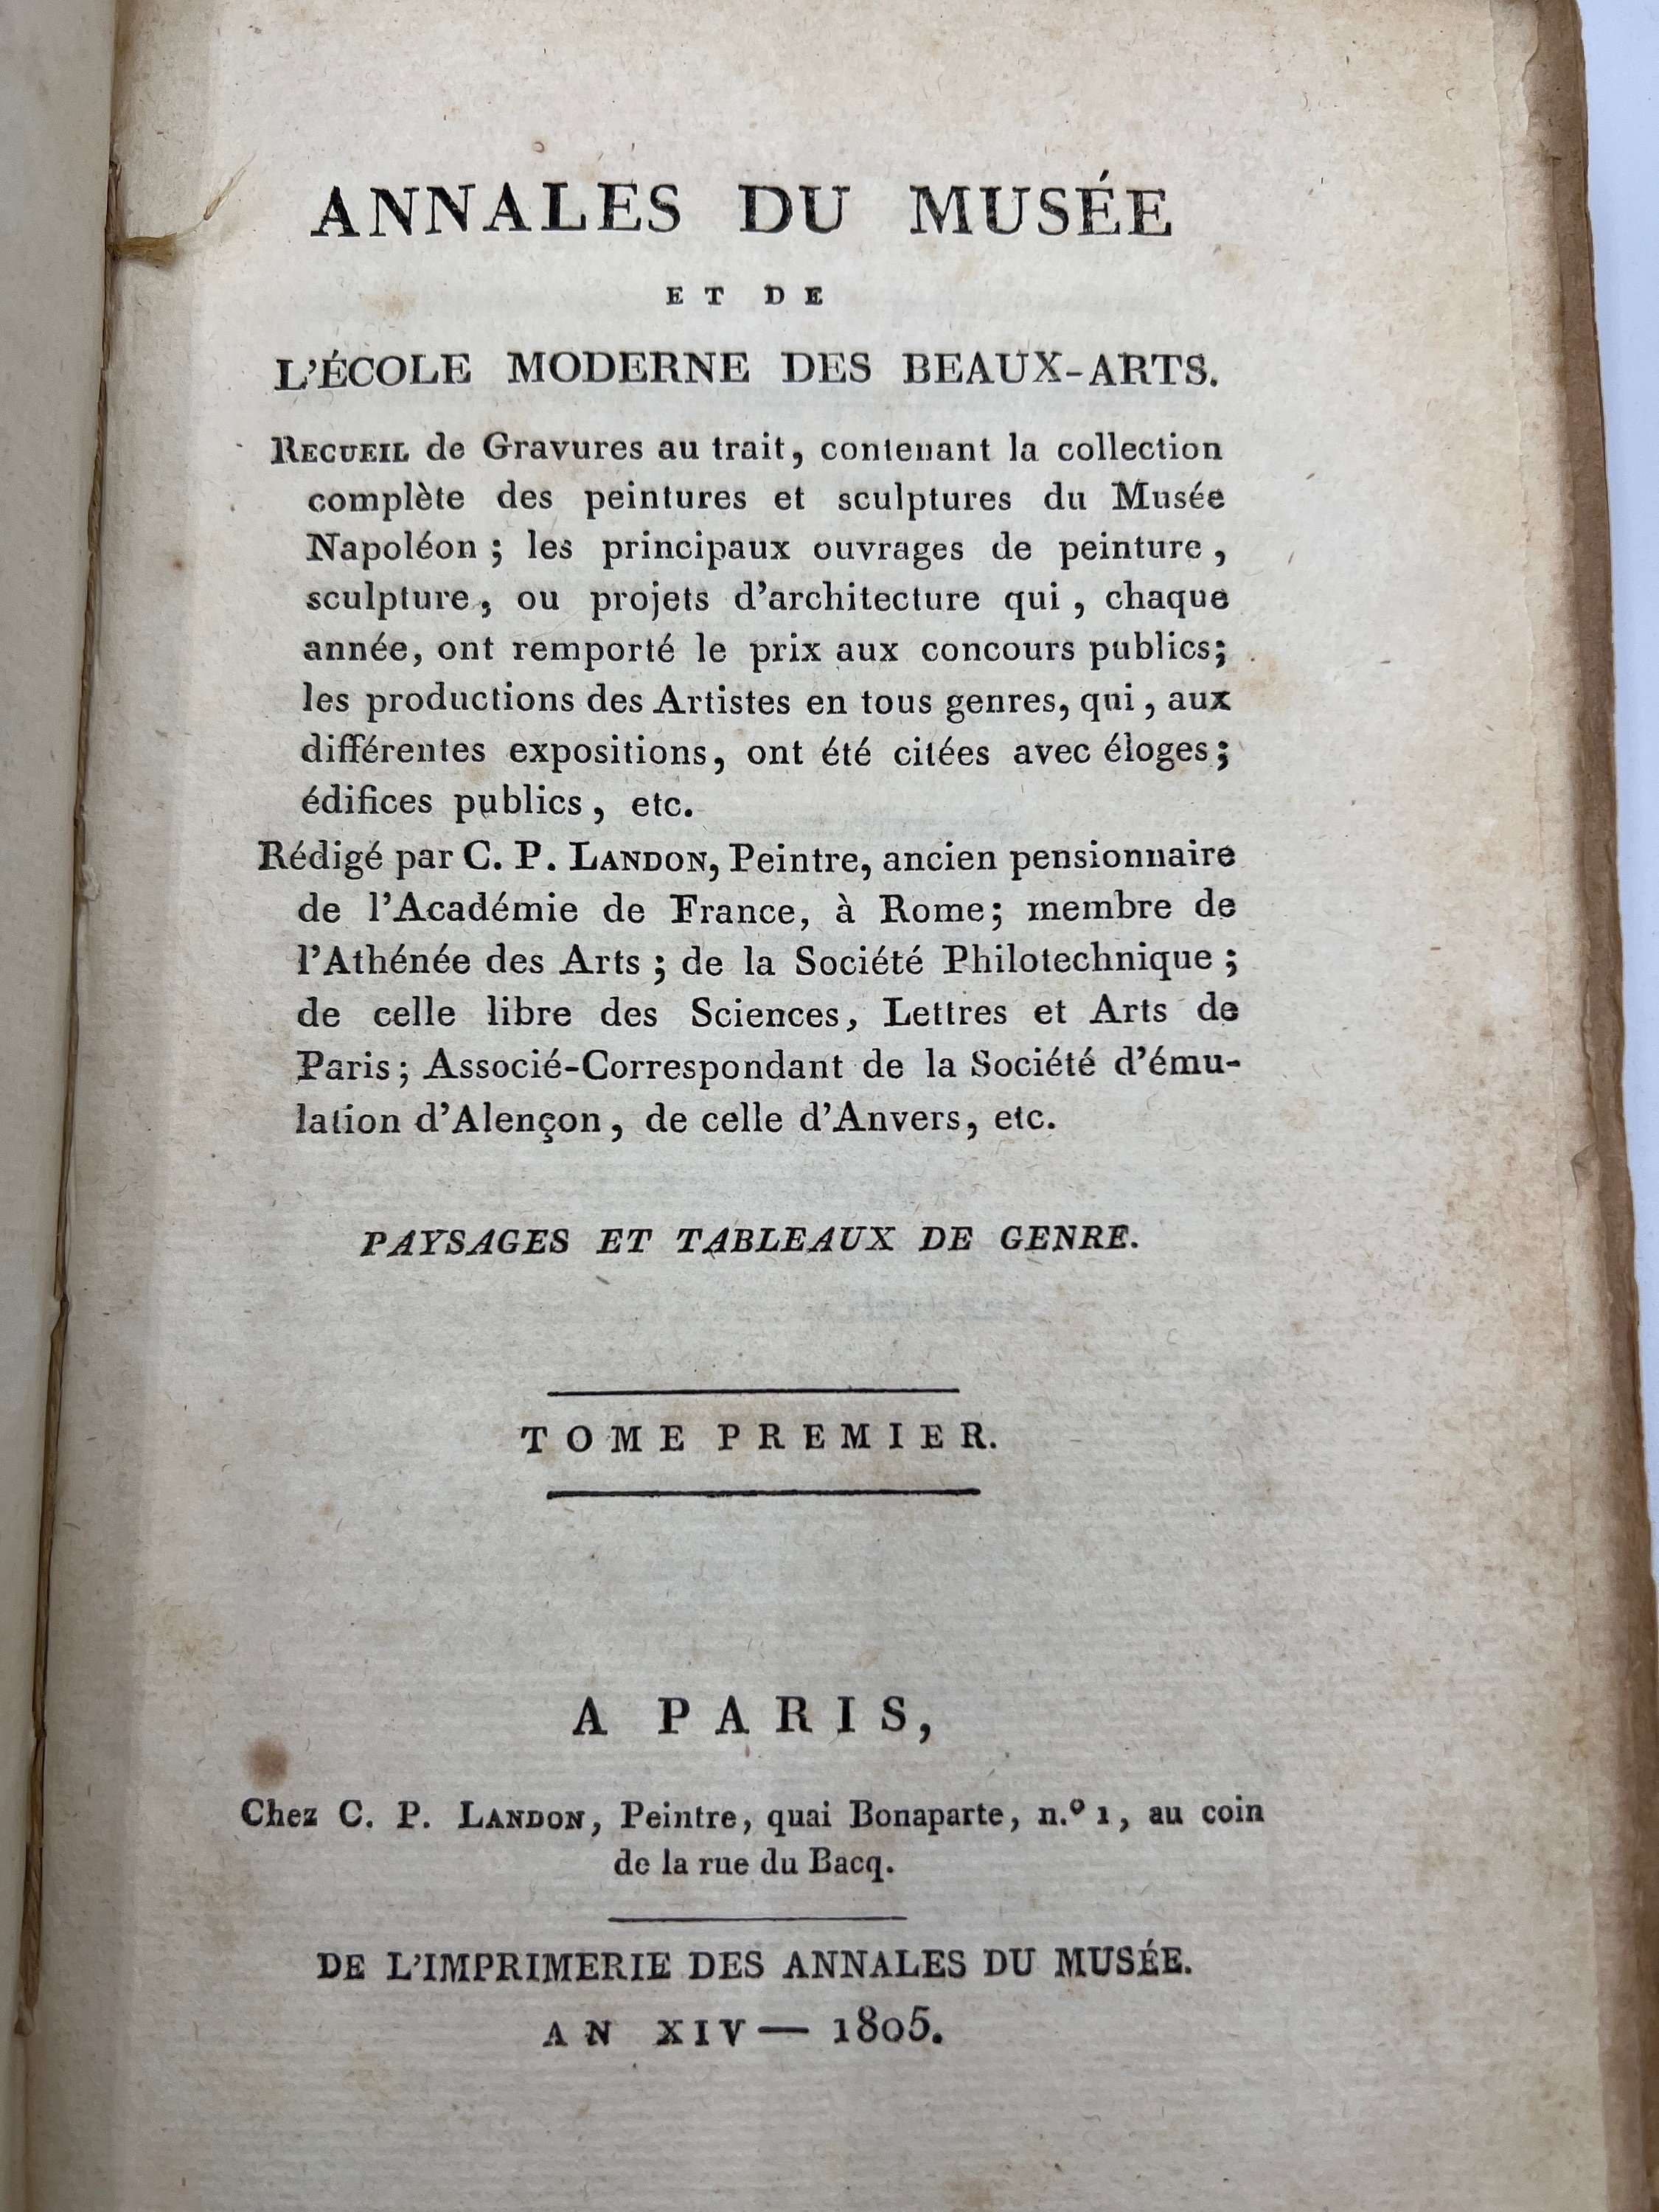 ANNALES DU MUSÉE
ET DE
L'ÉCOLE MODERNE DES BEAUX-ARTS.
RECUEIL de Gravures au trait, contenant la collection
complète des peintures et sculptures du Musée
Napoléon ; les principaux ouvrages de peinture,
sculpture, ou projets d'architecture qui, chaque
année, ont remporté le prix aux concours publics;
les productions des Artistes en tous genres, qui, aux
différentes expositions, ont été citées avec éloges;
édifices publics, etc.
Rédigé par C. P. LANDON, Peintre, ancien pensionnaire
de l'Académie de France, à Rome; membre de
l'Athénée des Arts ; de la Société Philotechnique ;
de celle libre des Sciences, Lettres et Arts de
Paris; Associé-Correspondant de la Société d'ému-
lation d'Alençon, de celle d'Anvers, etc.
PAYSAGES ET TABLEAUX DE GENRE.
TOME PREMIER.
A PARIS,
Chez C. P. LANDON, Peintre, quai Bonaparte, n.º 1, au coin
de la rue du Bacq.
DE L'IMPRIMERIE DES ANNALES DU MUSÉE.
AN XIV — 1805.